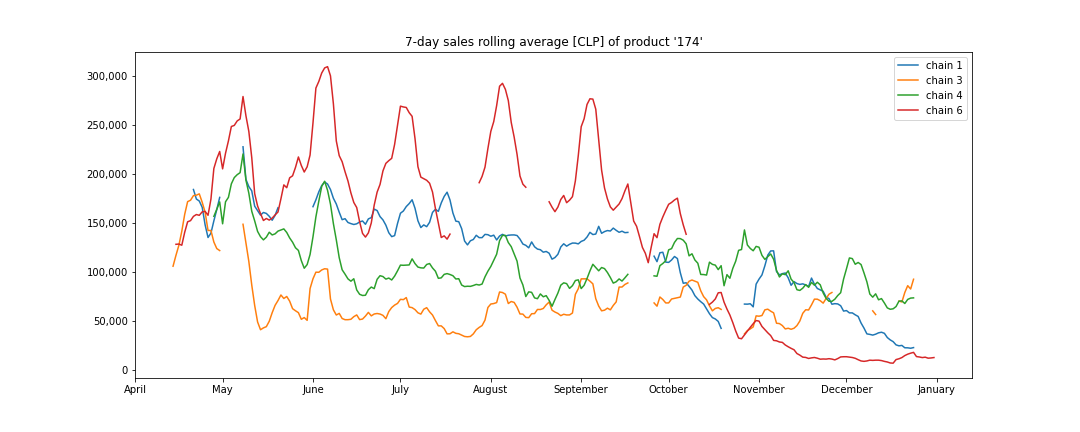 7-day sales rolling average [CLP] of product '174'
300,000
250,000
200,000
150,000
100,000
50,000
0
chain 1
chain 3
chain 4
chain 6
April May June July August September October November December January